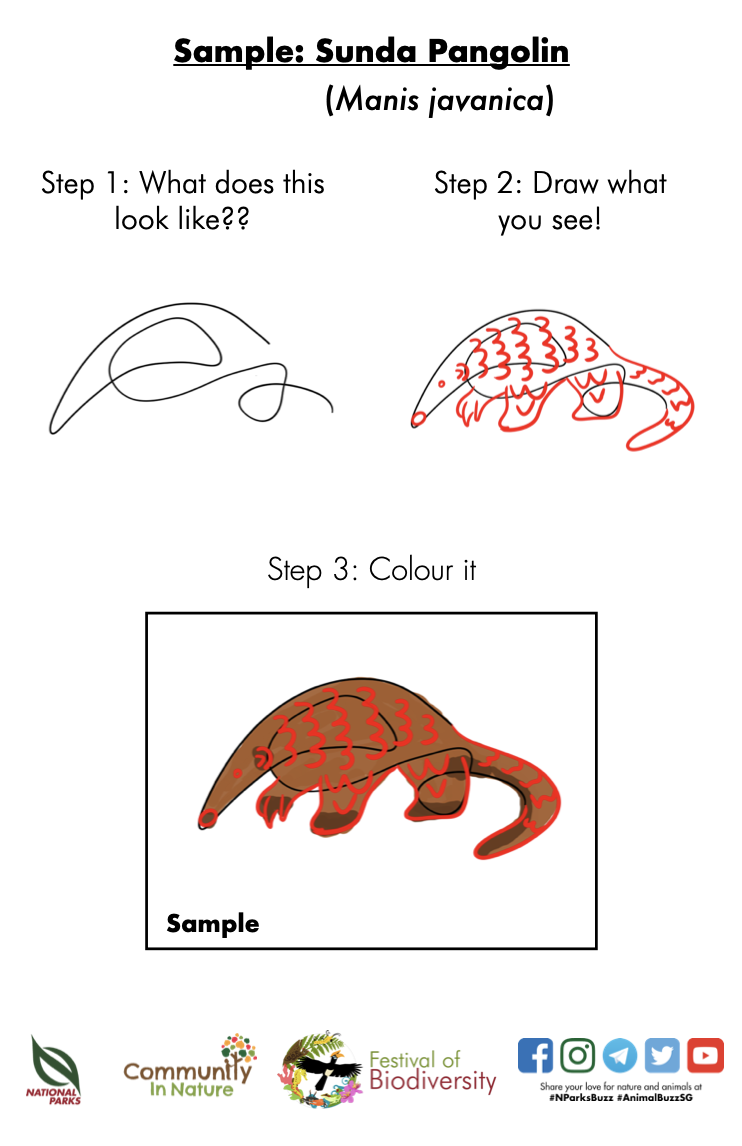 Sample: Sunda Pangolin
(Manis javanica)
Step 1: What does this
look like??
Step 2: Draw what
you see!
Step 3: Colour it
Sample
NATIONAL
PARKS
Community
In Nature
Festival of
Biodiversity
Share your love for nature and animals at
#NParksBuzz #AnimalBuzzSG